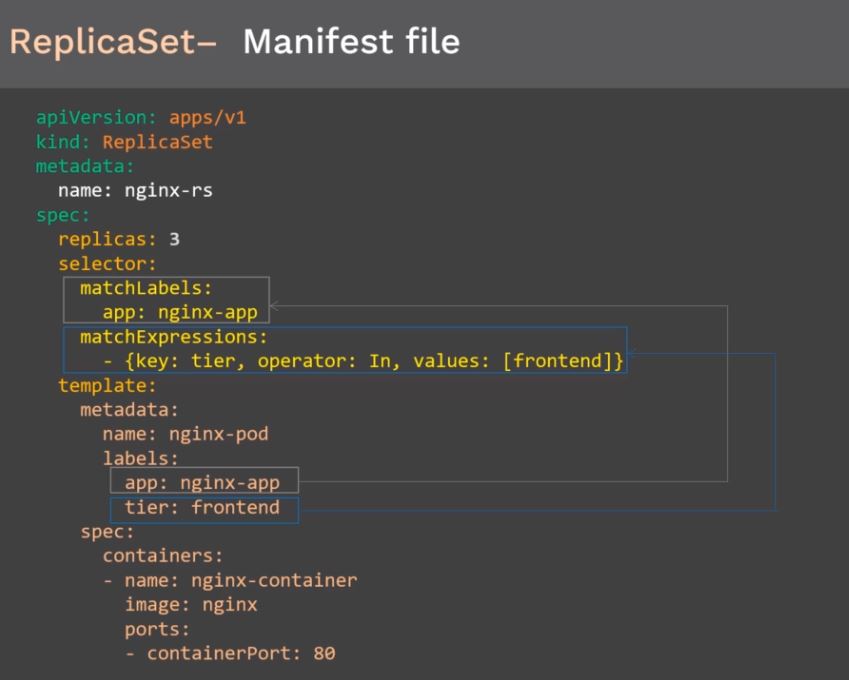 ReplicaSet– Manifest file
apiVersion: apps/v1
kind: ReplicaSet
metadata:
  name: nginx-rs
spec:
  replicas: 3
  selector:
    matchLabels:
      app: nginx-app
    matchExpressions:
      - {key: tier, operator: In, values: [frontend]}
  template:
    metadata:
      name: nginx-pod
      labels:
        app: nginx-app
        tier: frontend
    spec:
      containers:
      - name: nginx-container
        image: nginx
        ports:
        - containerPort: 80